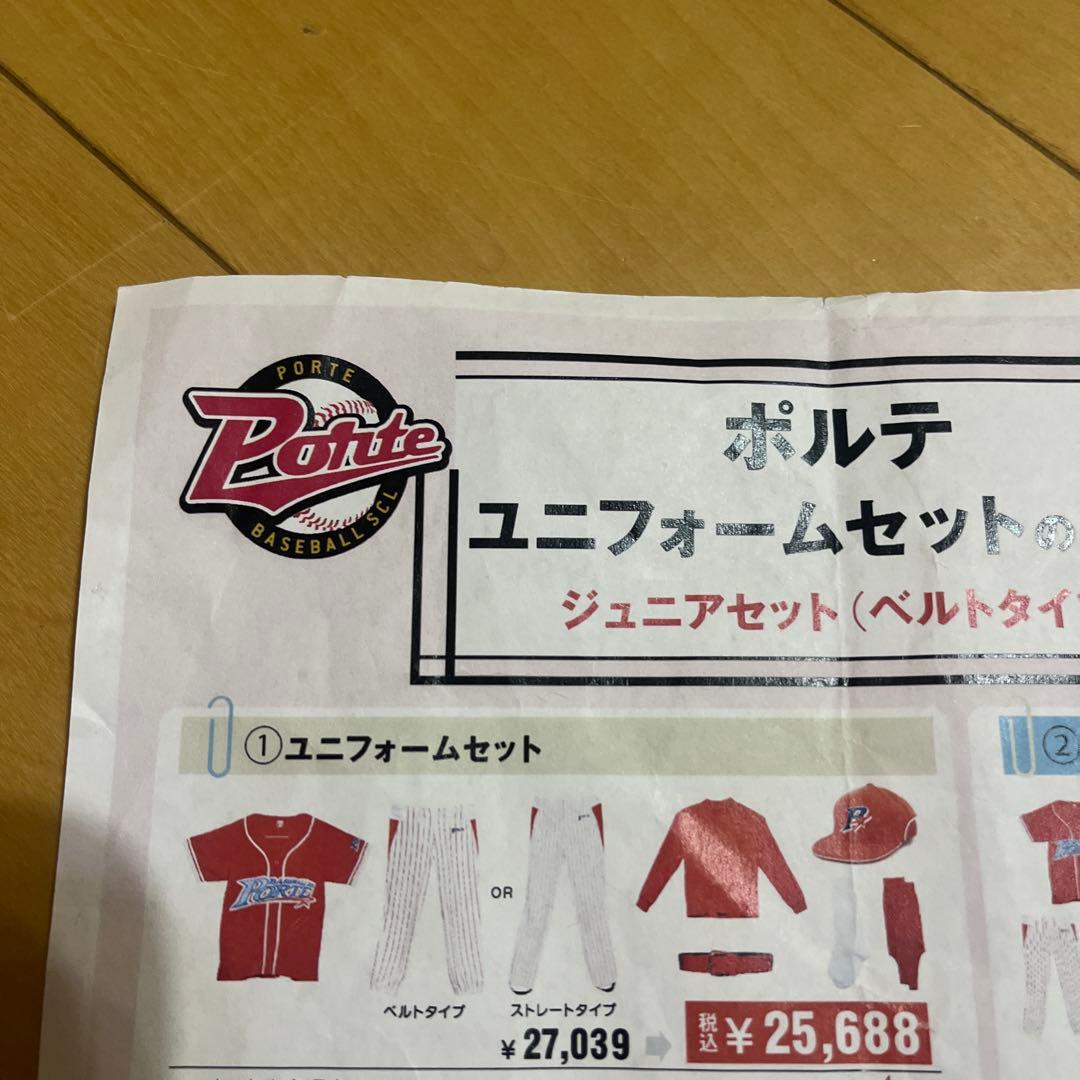 PORTE
Porte
BASEBALL SCL
ポルテ
ユニフォームセットの
ジュニアセット(ベルトタイ
①ユニフォームセット
②
P
PORTE
OR
ベルトタイプ
ストレートタイプ
¥27,039
税込 ¥25,688